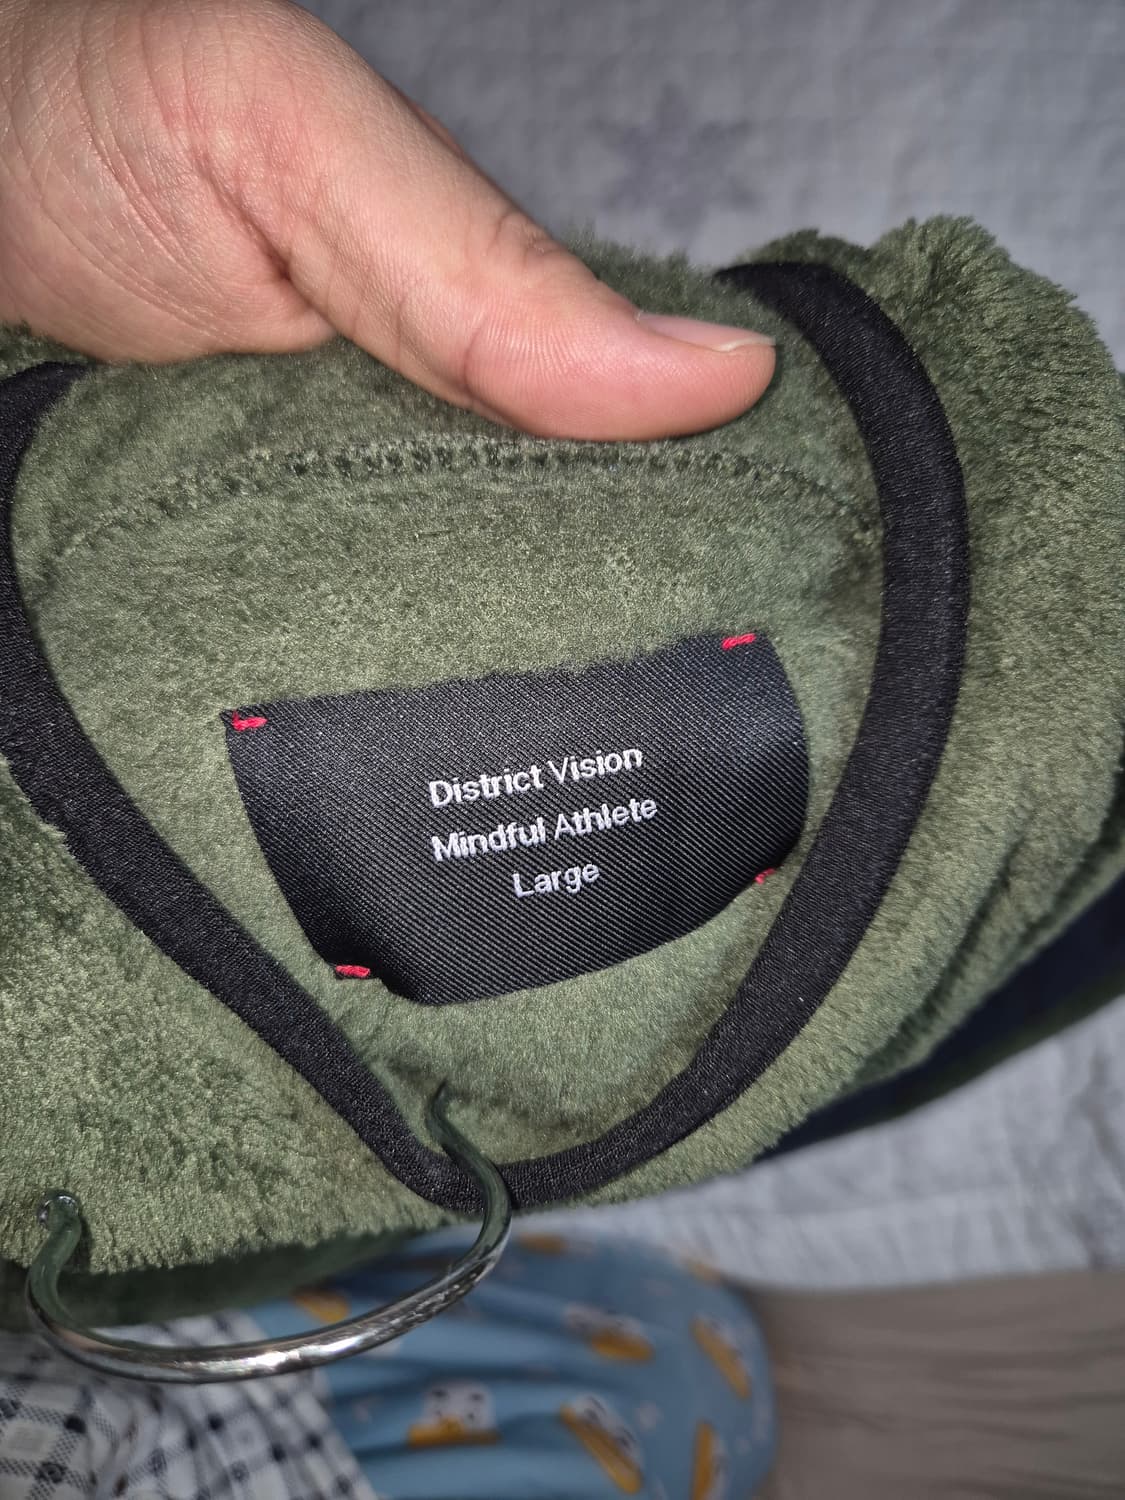 District Vision
Mindful Athlete
Large